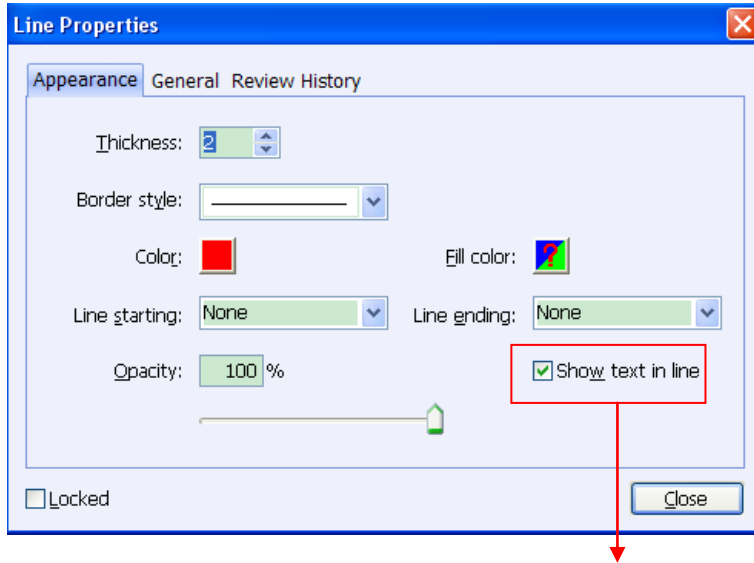 Line Properties
Appearance General Review History
Thickness: 2
Border style:
Color: Fill color: ?
Line starting: None Line ending: None
Opacity: 100 % Show text in line
Locked Close